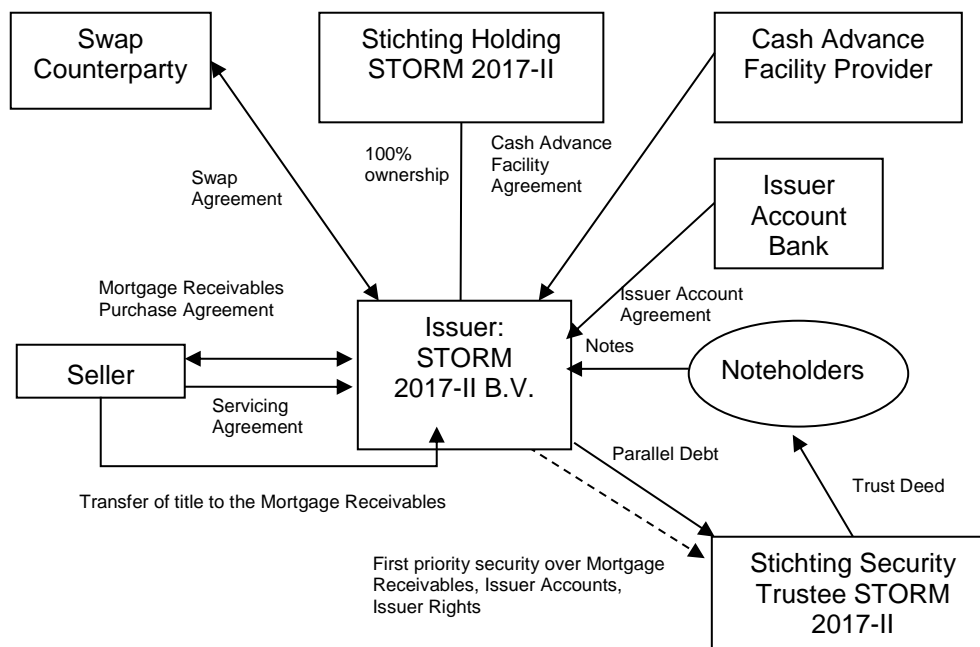 Swap
Counterparty
Stichting Holding
STORM 2017-II
Cash Advance
Facility Provider
100%
ownership
Cash Advance
Facility
Agreement
Swap
Agreement
Issuer
Account
Bank
Mortgage Receivables
Purchase Agreement
Issuer Account
Agreement
Issuer:
STORM
2017-II B.V.
Notes
Seller
Noteholders
Servicing
Agreement
Parallel Debt
Trust Deed
Transfer of title to the Mortgage Receivables
First priority security over Mortgage
Receivables, Issuer Accounts,
Issuer Rights
Stichting Security
Trustee STORM
2017-II